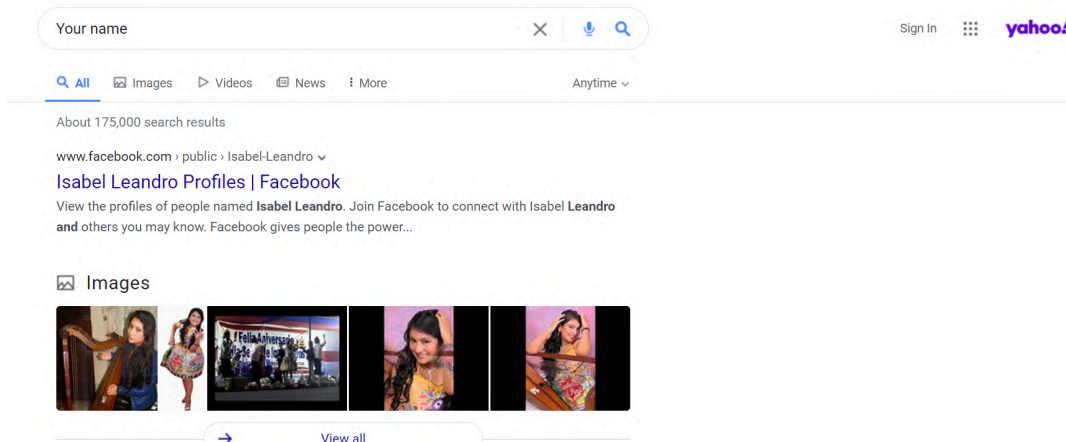 Your name
Sign In
yahoo!
All
Images
Videos
News
More
Anytime
About 175,000 search results
www.facebook.com › public › Isabel-Leandro
Isabel Leandro Profiles | Facebook
View the profiles of people named Isabel Leandro. Join Facebook to connect with Isabel Leandro
and others you may know. Facebook gives people the power...
Images
Feliz Aniversario
View all